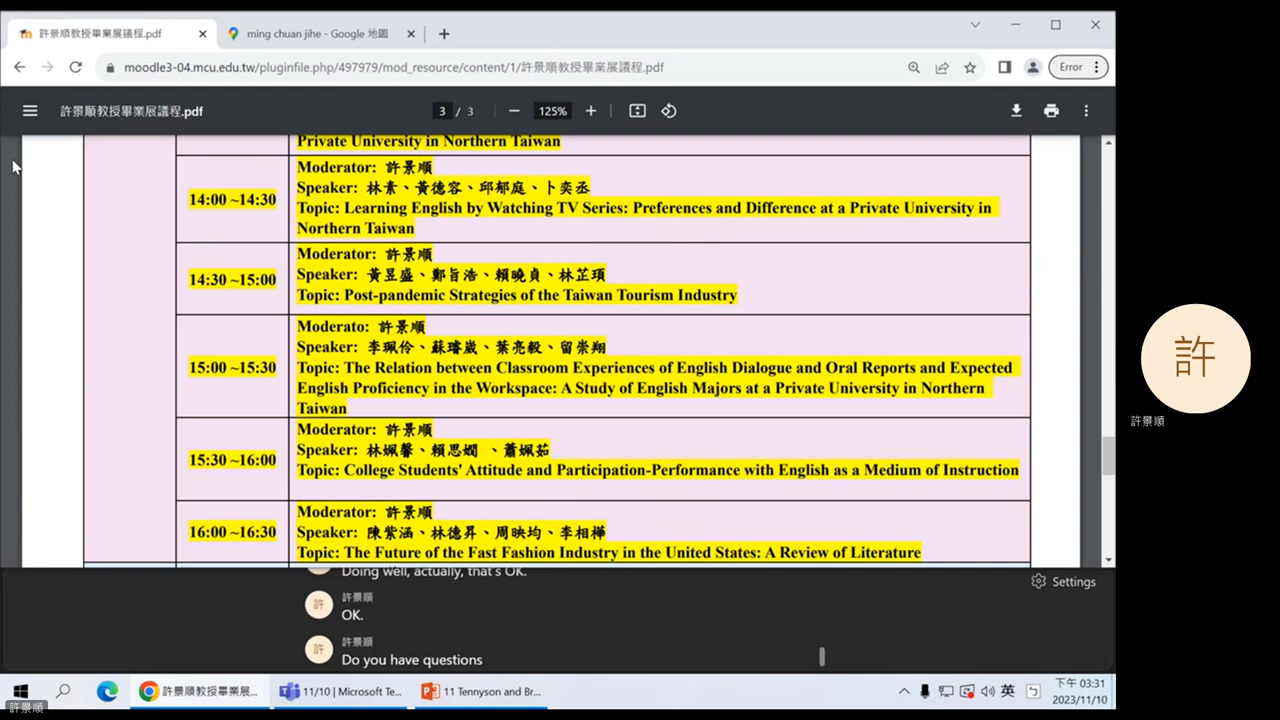 許景順教授畢業展議程.pdf
ming chuan jihe - Google 地圖
moodle3-04.mcu.edu.tw/pluginfile.php/497979/mod_resource/content/1/許景順教授畢業展議程.pdf
Error
許景順教授畢業展議程.pdf
3 / 3
125%
Private University in Northern Taiwan
14:00 ~14:30
Moderator: 許景順
Speaker: 林素、黃德容、邱郁庭、卜奕丞
Topic: Learning English by Watching TV Series: Preferences and Difference at a Private University in
Northern Taiwan
14:30 ~15:00
Moderator: 許景順
Speaker: 黃昱盛、鄭旨浩、賴曉貞、林芷頊
Topic: Post-pandemic Strategies of the Taiwan Tourism Industry
15:00 ~15:30
Moderato: 許景順
Speaker: 李珮伶、蘇璿崴、葉亮毅、留崇翔
Topic: The Relation between Classroom Experiences of English Dialogue and Oral Reports and Expected
English Proficiency in the Workspace: A Study of English Majors at a Private University in Northern
Taiwan
15:30 ~16:00
Moderator: 許景順
Speaker: 林姵馨、賴思嫺 、蕭姵茹
Topic: College Students' Attitude and Participation-Performance with English as a Medium of Instruction
16:00 ~16:30
Moderator: 許景順
Speaker: 陳紫涵、林德昇、周映均、李相樺
Topic: The Future of the Fast Fashion Industry in the United States: A Review of Literature
Doing well, actually, that's OK.
Settings
許
許景順
OK.
許
許景順
Do you have questions
許
許景順
許景順教授畢業展...
11/10 | Microsoft Te...
11 Tennyson and Br...
英
下午 03:31
2023/11/10
許景順